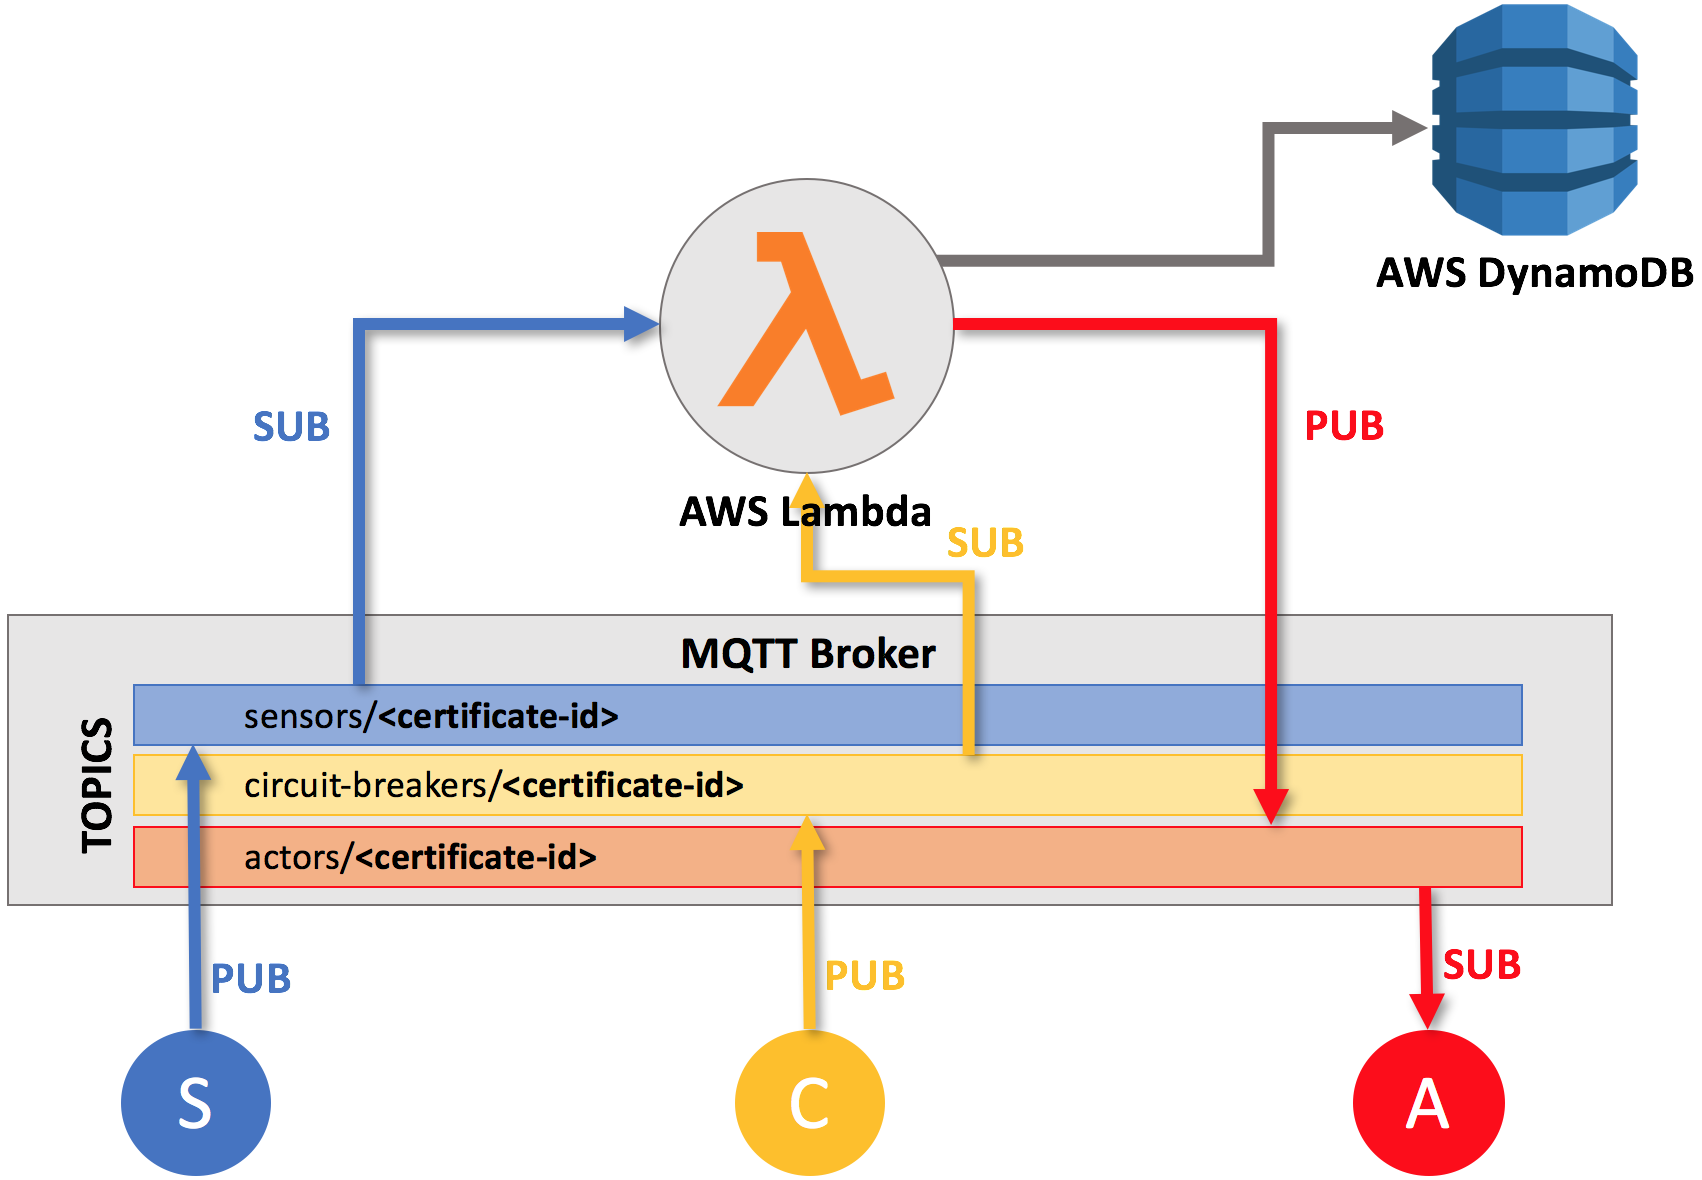 AWS DynamoDB
SUB
PUB
AWS Lambda
SUB
MQTT Broker
TOPICS
sensors/<certificate-id>
circuit-breakers/<certificate-id>
actors/<certificate-id>
PUB
PUB
SUB
S
C
A